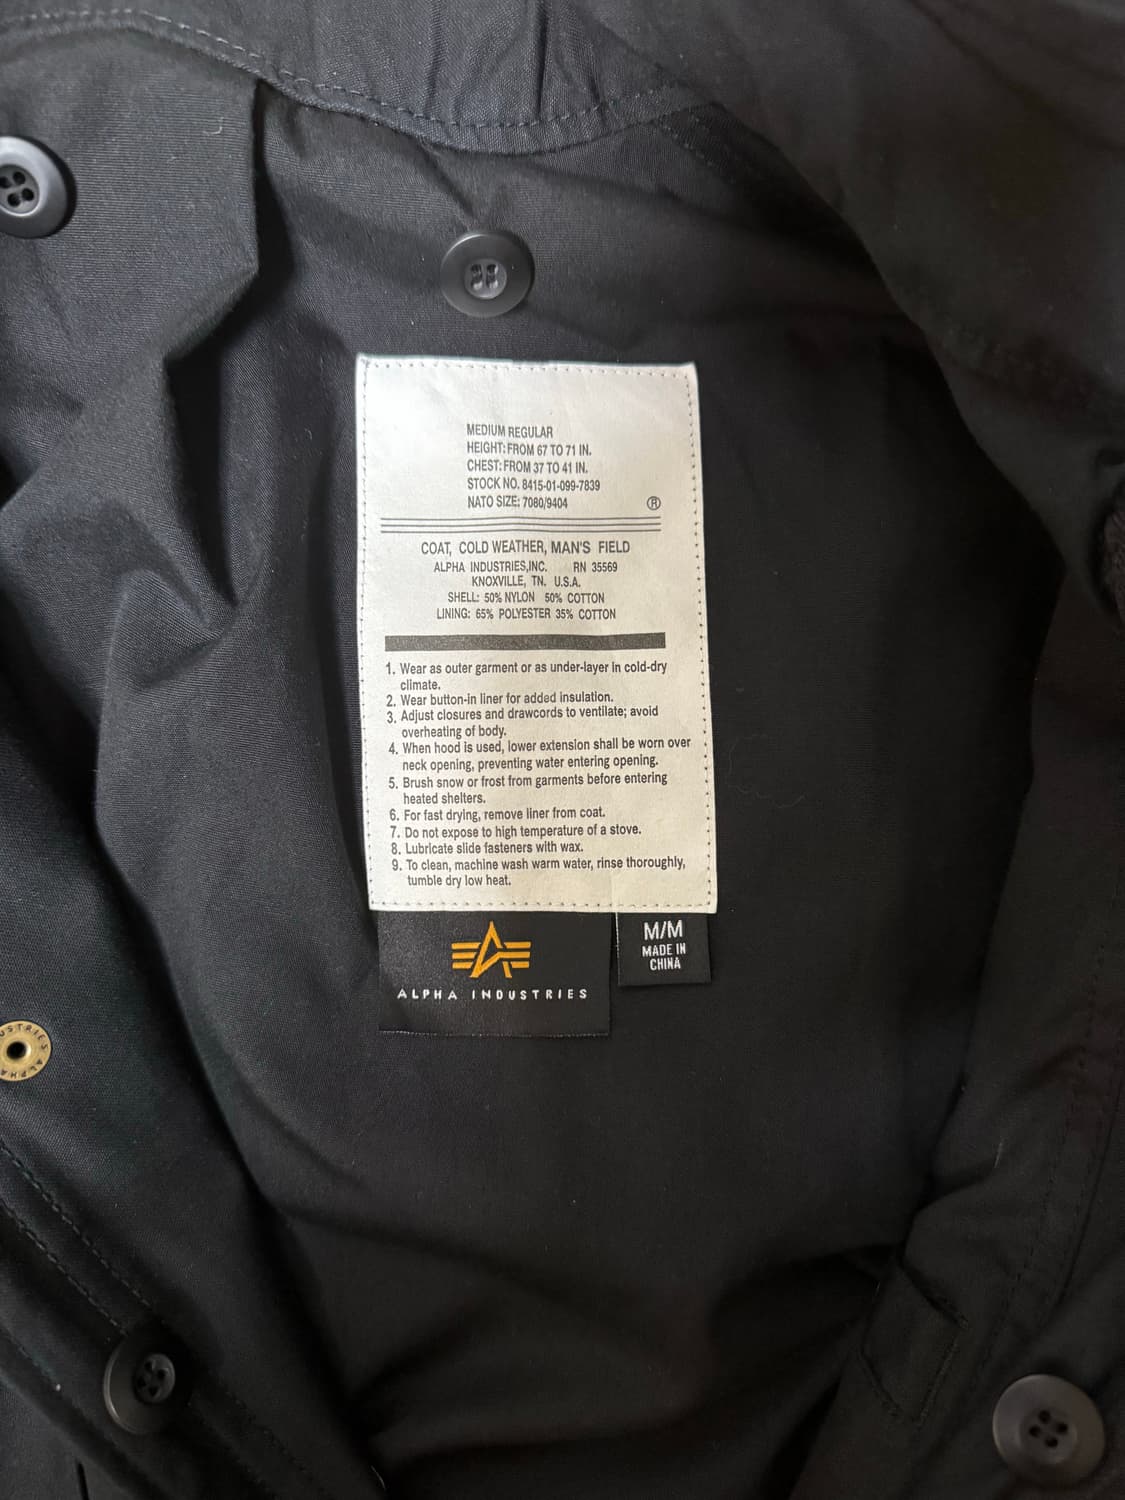 MEDIUM REGULAR
HEIGHT: FROM 67 TO 71 IN.
CHEST: FROM 37 TO 41 IN.
STOCK NO. 8415-01-099-7839
NATO SIZE: 7080/9404
®
COAT, COLD WEATHER, MAN'S FIELD
ALPHA INDUSTRIES,INC. RN 35569
KNOXVILLE, TN. U.S.A.
SHELL: 50% NYLON 50% COTTON
LINING: 65% POLYESTER 35% COTTON
1. Wear as outer garment or as under-layer in cold-dry
climate.
2. Wear button-in liner for added insulation.
3. Adjust closures and drawcords to ventilate; avoid
overheating of body.
4. When hood is used, lower extension shall be worn over
neck opening, preventing water entering opening.
5. Brush snow or frost from garments before entering
heated shelters.
6. For fast drying, remove liner from coat.
7. Do not expose to high temperature of a stove.
8. Lubricate slide fasteners with wax.
9. To clean, machine wash warm water, rinse thoroughly,
tumble dry low heat.
ALPHA INDUSTRIES
M/M
MADE IN
CHINA
USTRIES ALPHA